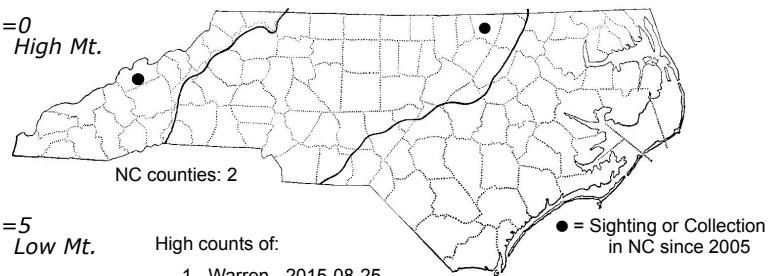 =0
High Mt.
NC counties: 2
=5
Low Mt.
High counts of:
1 - Warren - 2015-08-25
● = Sighting or Collection
in NC since 2005